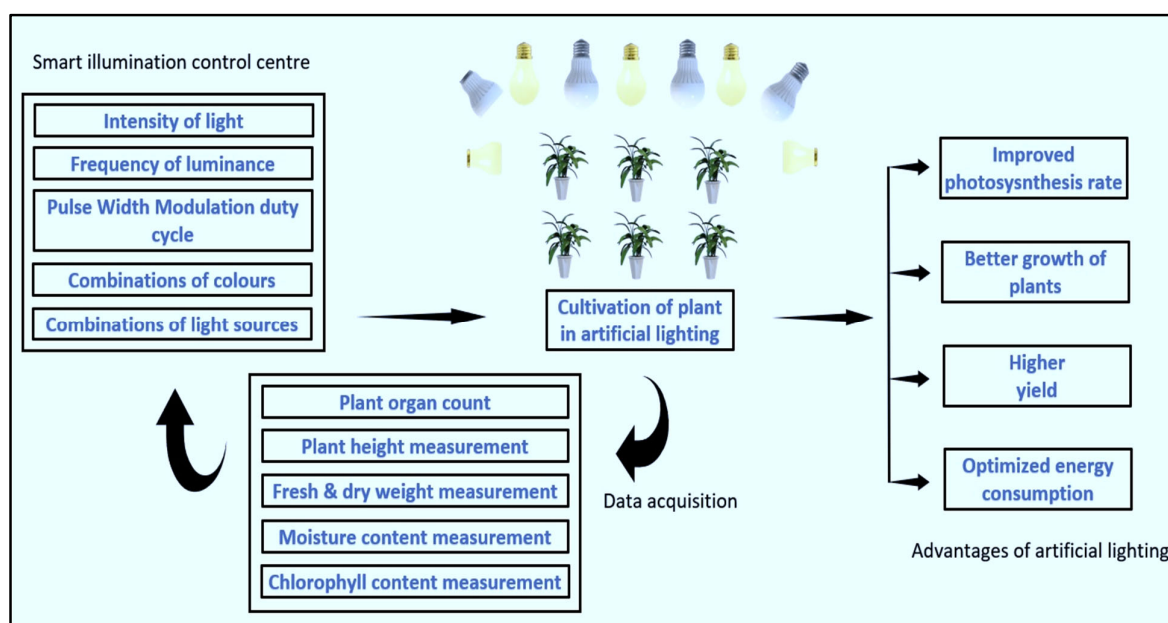 Smart illumination control centre
Intensity of light
Frequency of luminance
Pulse Width Modulation duty
cycle
Combinations of colours
Combinations of light sources
Cultivation of plant
in artificial lighting
Plant organ count
Plant height measurement
Fresh & dry weight measurement
Moisture content measurement
Chlorophyll content measurement
Data acquisition
Improved
photosysnthesis rate
Better growth of
plants
Higher
yield
Optimized energy
consumption
Advantages of artificial lighting